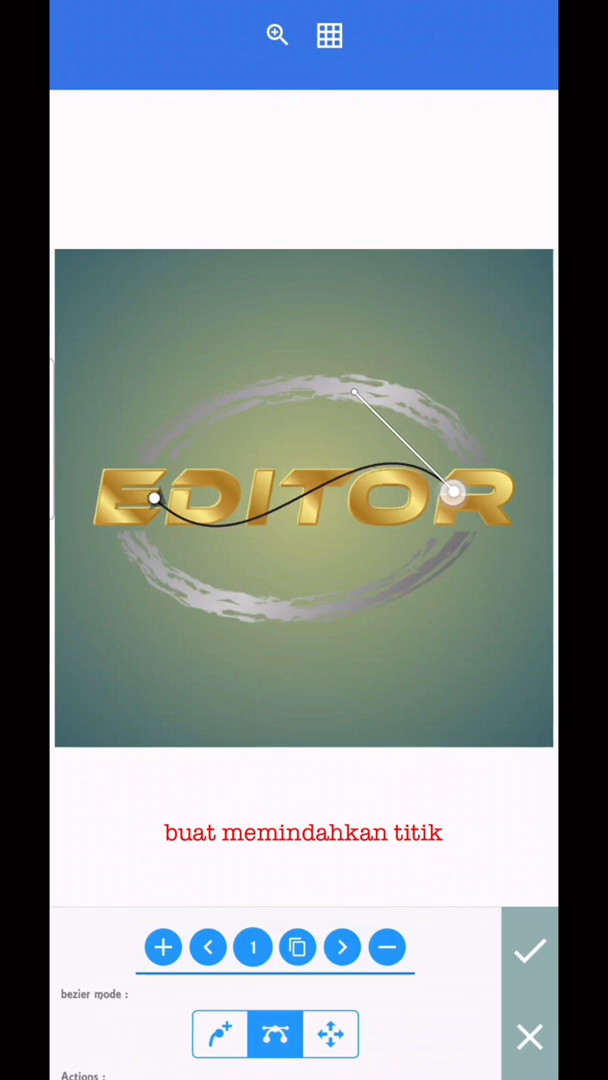 EDITOR
buat memindahkan titik
1
bezier mode :
Actions :